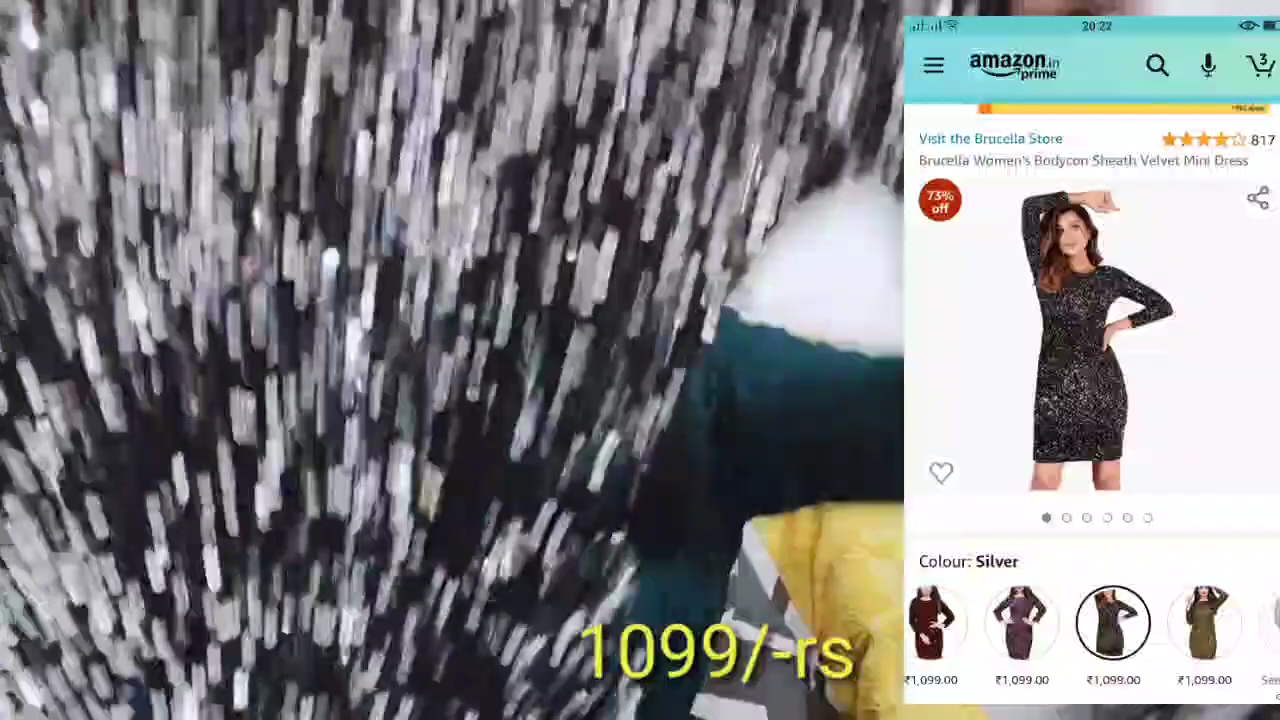 20:22
amazon.in
prime
3
Visit the Brucella Store
817
Brucella Women's Bodycon Sheath Velvet Mini Dress
73%
off
Colour: Silver
₹1,099.00
₹1,099.00
₹1,099.00
₹1,099.00
1099/-rs